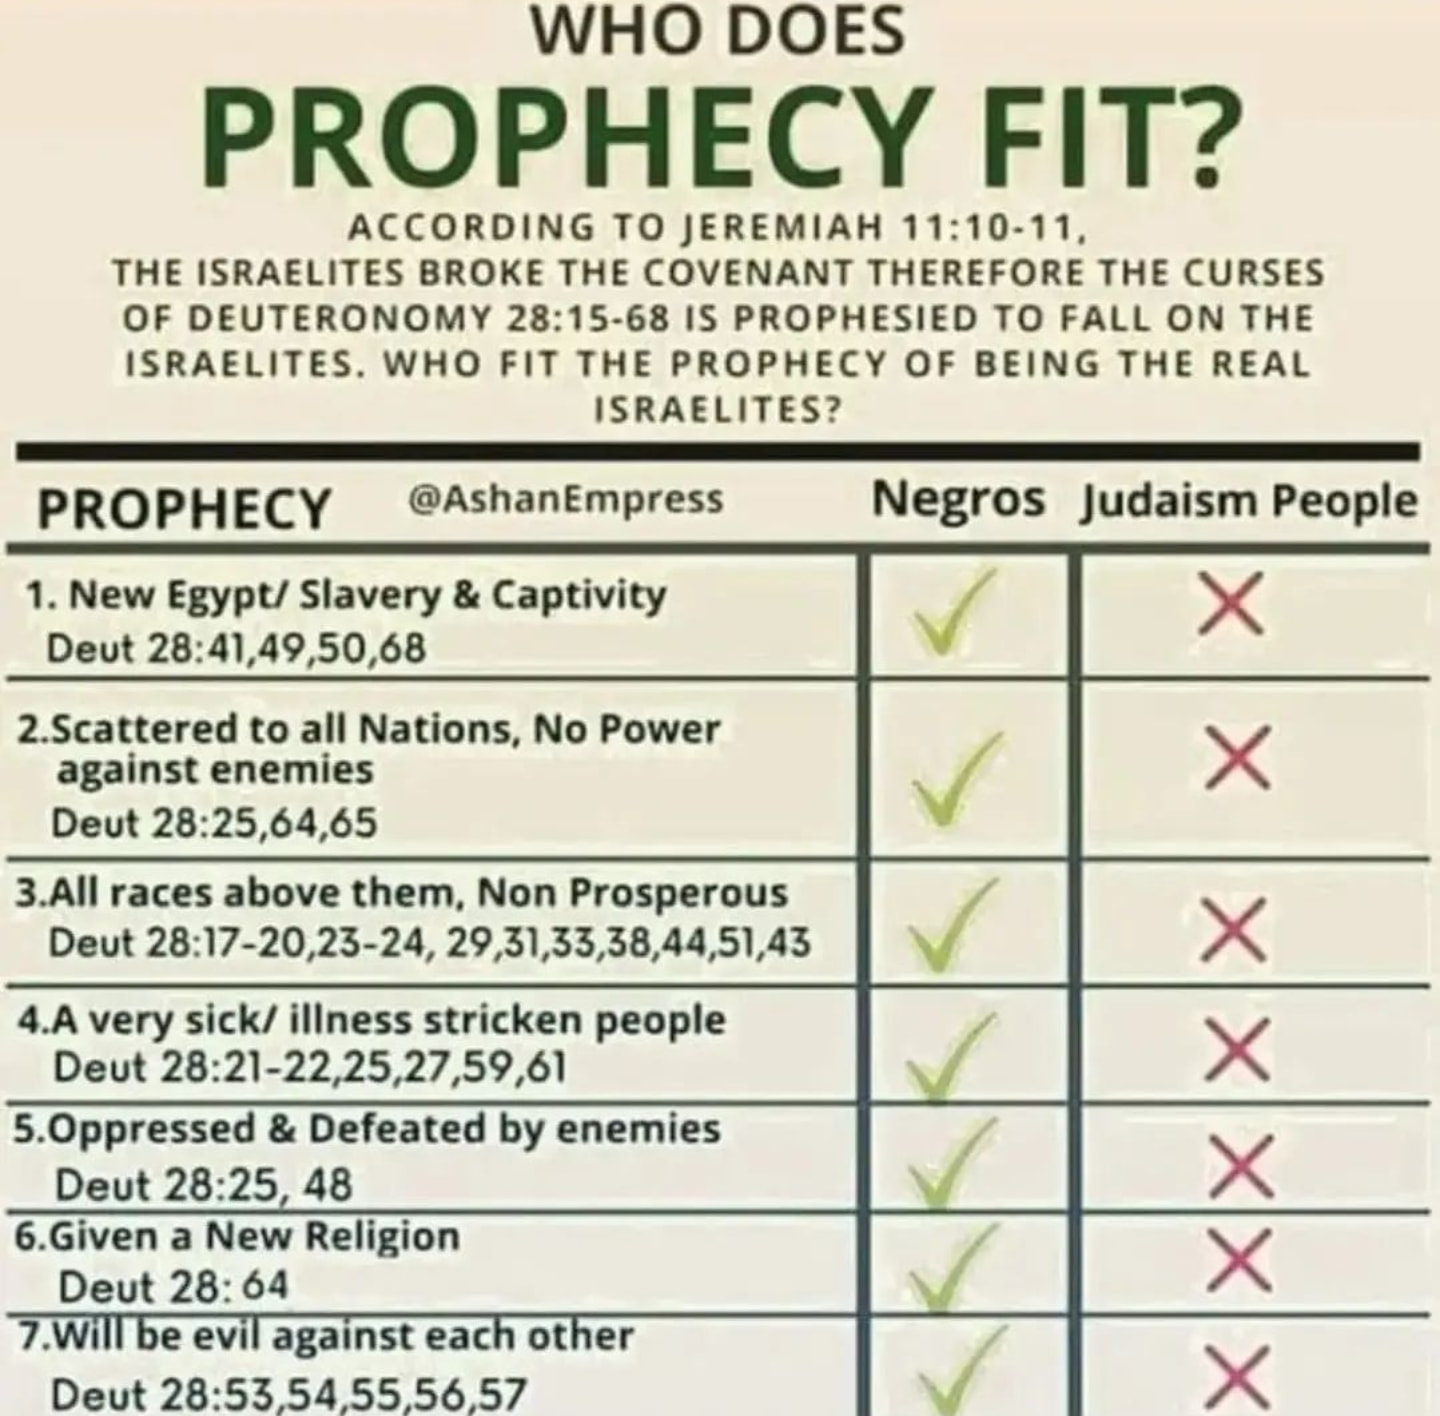 WHO DOES
PROPHECY FIT?
ACCORDING TO JEREMIAH 11:10-11,
THE ISRAELITES BROKE THE COVENANT THEREFORE THE CURSES
OF DEUTERONOMY 28:15-68 IS PROPHESIED TO FALL ON THE
ISRAELITES. WHO FIT THE PROPHECY OF BEING THE REAL
ISRAELITES?
PROPHECY @AshanEmpress Negros Judaism People
1. New Egypt/ Slavery & Captivity
Deut 28:41,49,50,68
2.Scattered to all Nations, No Power
against enemies
Deut 28:25,64,65
3.All races above them, Non Prosperous
Deut 28:17-20,23-24, 29,31,33,38,44,51,43
4.A very sick/ illness stricken people
Deut 28:21-22,25,27,59,61
5.Oppressed & Defeated by enemies
Deut 28:25, 48
6.Given a New Religion
Deut 28: 64
7.Will be evil against each other
Deut 28:53,54,55,56,57